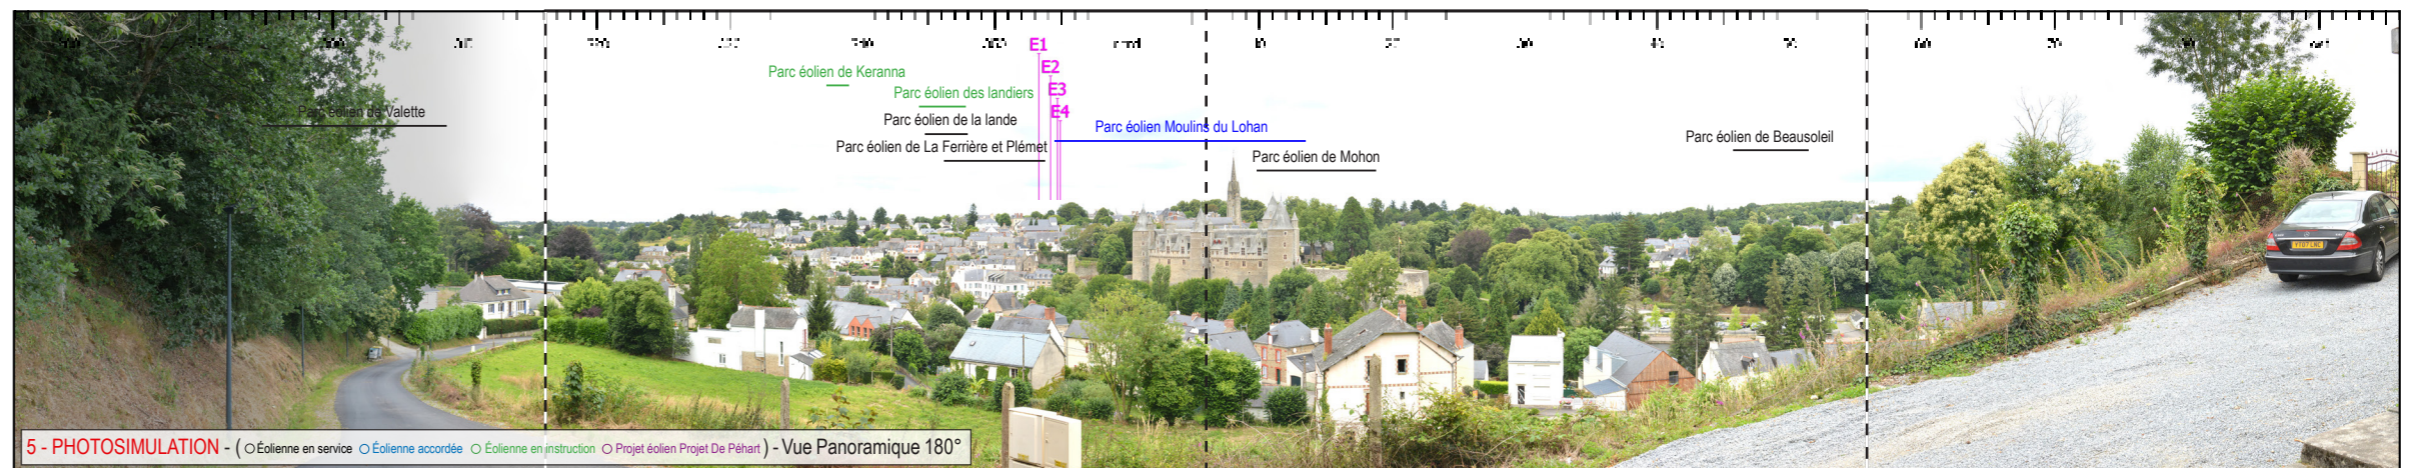 E1
E2
Parc éolien de Keranna
E3
Parc éolien des landiers
E4
Parc éolien de Valette
Parc éolien de la lande
Parc éolien Moulins du Lohan
Parc éolien de Beausoleil
Parc éolien de La Ferrière et Plémet
Parc éolien de Mohon
5 - PHOTOSIMULATION - ( O Éolienne en service O Éolienne accordée O Éolienne en instruction O Projet éolien Projet De Péhart ) - Vue Panoramique 180°